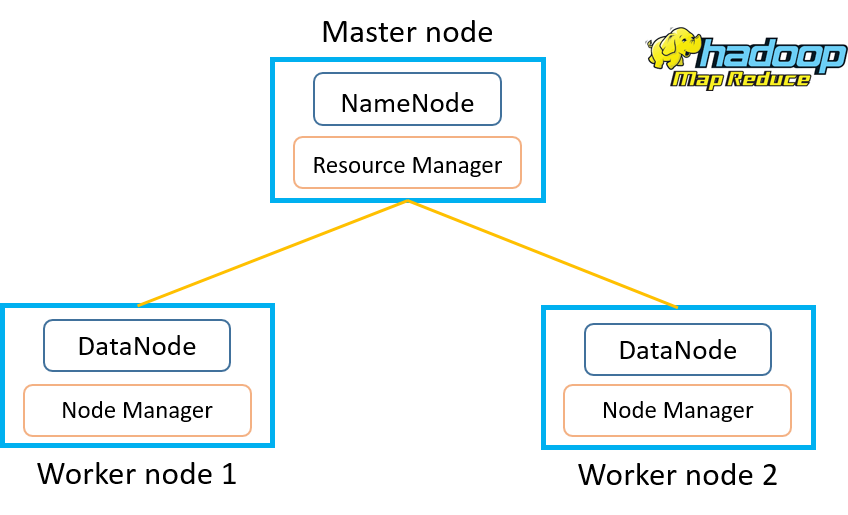 Master node
hadoop
Map Reduce
NameNode
Resource Manager
DataNode
Node Manager
Worker node 1
DataNode
Node Manager
Worker node 2